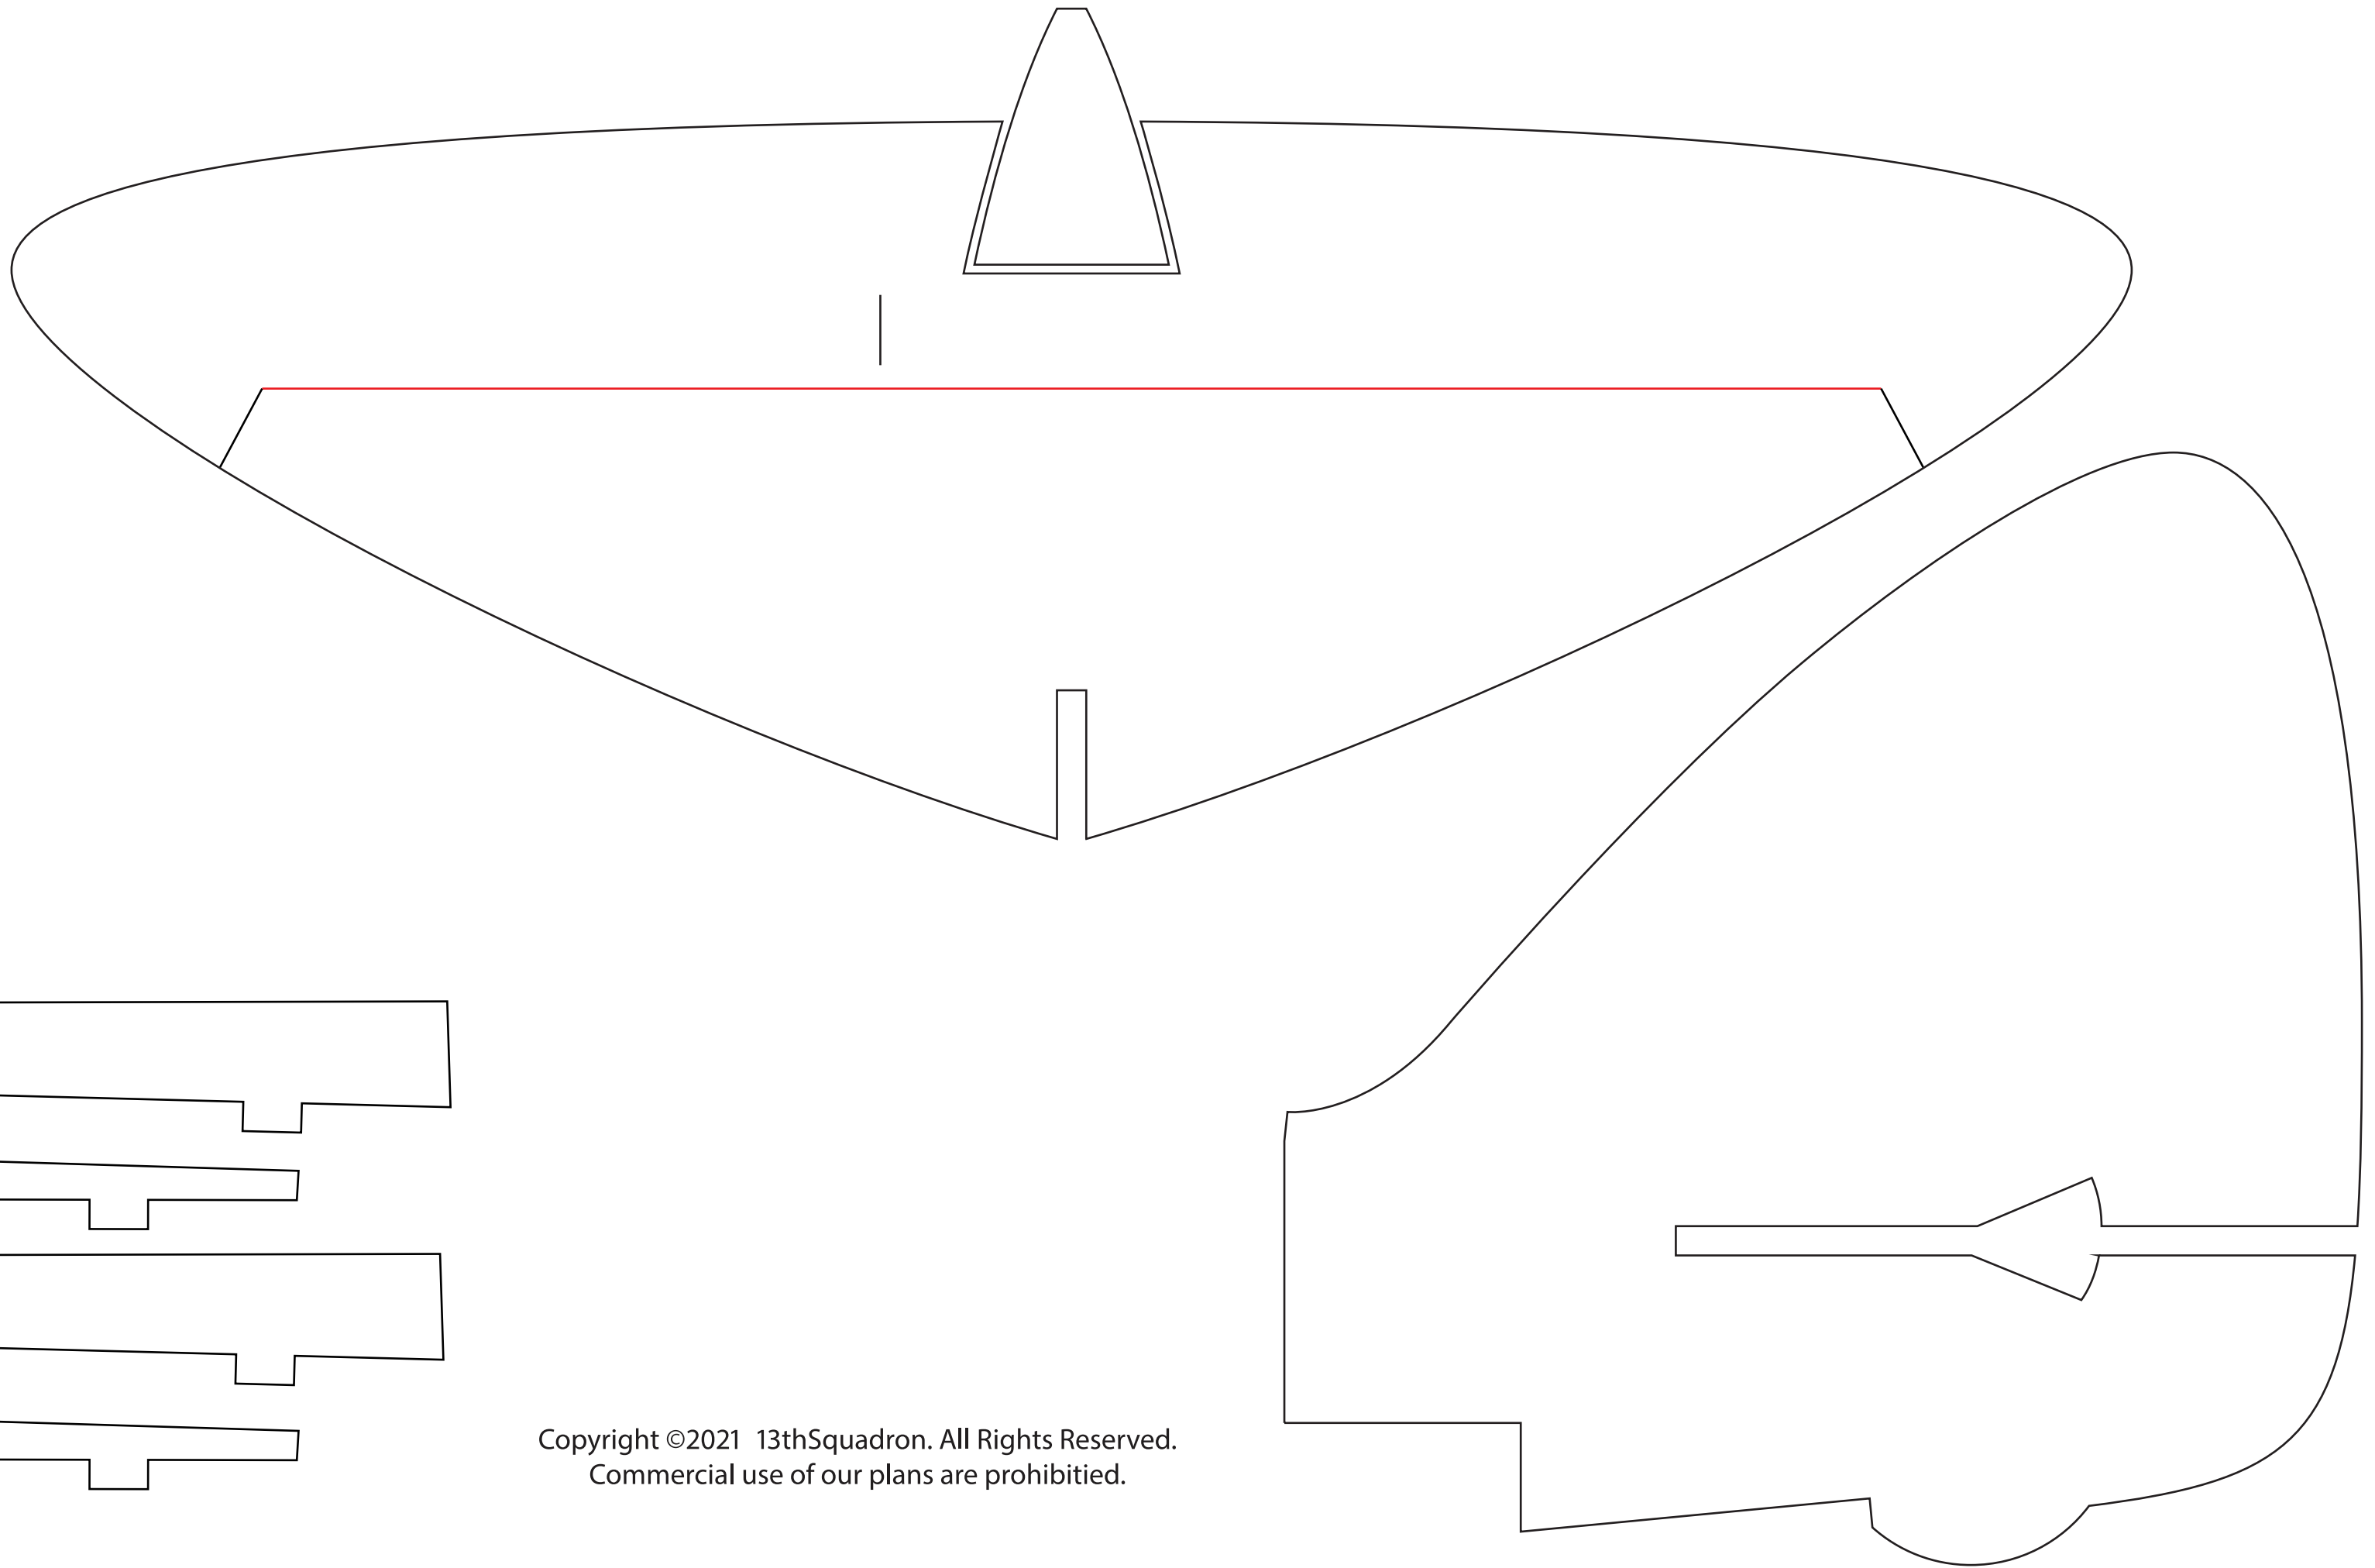 Copyright ©2021  13thSquadron. All Rights Reserved.
Commercial use of our plans are prohibitied.